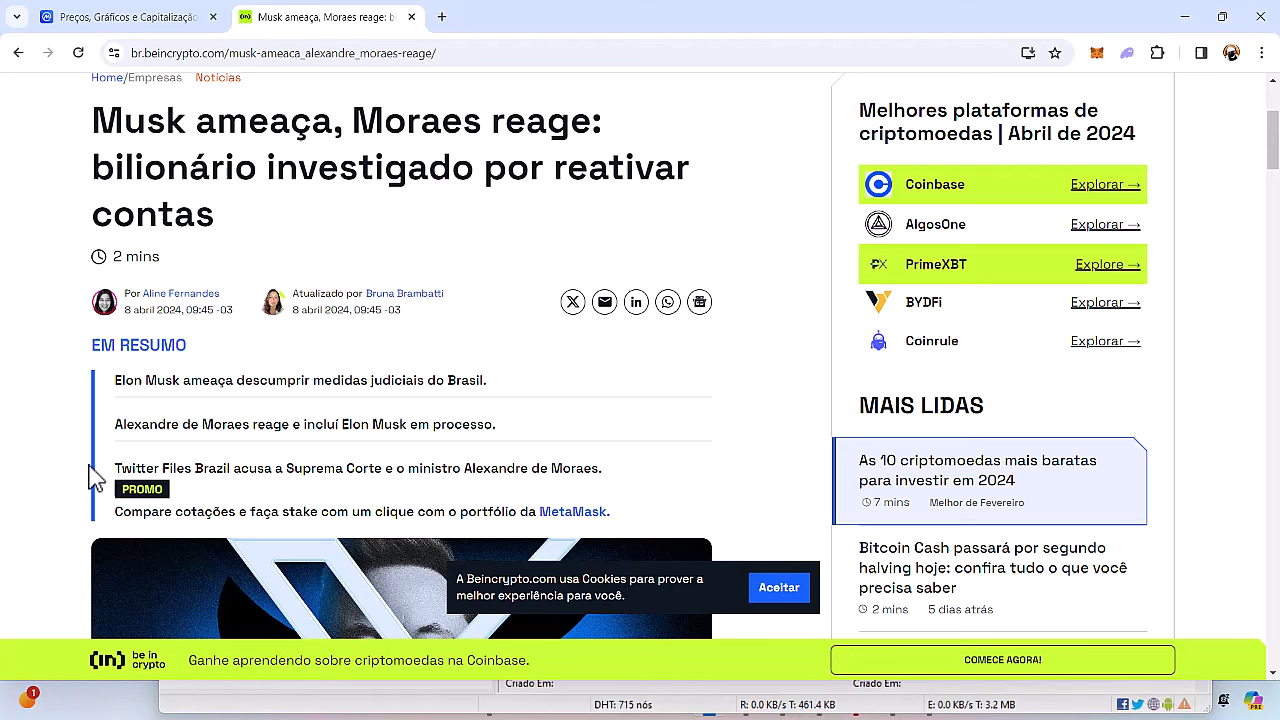 Preços, Gráficos e Capitalização
Musk ameaça, Moraes reage: b
br.beincrypto.com/musk-ameaca_alexandre_moraes-reage/
Home/Empresas Notícias
Musk ameaça, Moraes reage:
bilionário investigado por reativar
contas
2 mins
Por Aline Fernandes
8 abril 2024, 09:45 -03
Atualizado por Bruna Brambatti
8 abril 2024, 09:45 -03
EM RESUMO
Elon Musk ameaça descumprir medidas judiciais do Brasil.
Alexandre de Moraes reage e incluí Elon Musk em processo.
Twitter Files Brazil acusa a Suprema Corte e o ministro Alexandre de Moraes.
PROMO
Compare cotações e faça stake com um clique com o portfólio da MetaMask.
Melhores plataformas de
criptomoedas | Abril de 2024
Coinbase Explorar →
AlgosOne Explorar →
PrimeXBT Explore →
BYDFi Explorar →
Coinrule Explorar →
MAIS LIDAS
As 10 criptomoedas mais baratas
para investir em 2024
7 mins Melhor de Fevereiro
Bitcoin Cash passará por segundo
halving hoje: confira tudo o que você
precisa saber
2 mins 5 dias atrás
A Beincrypto.com usa Cookies para prover a
melhor experiência para você.
Aceitar
(in) be in
crypto
Ganhe aprendendo sobre criptomoedas na Coinbase.
COMECE AGORA!
Criado Em: Criado Em:
1
DHT: 715 nós R: 0.0 KB/s T: 461.4 KB E: 0.0 KB/s T: 3.2 MB
PRE